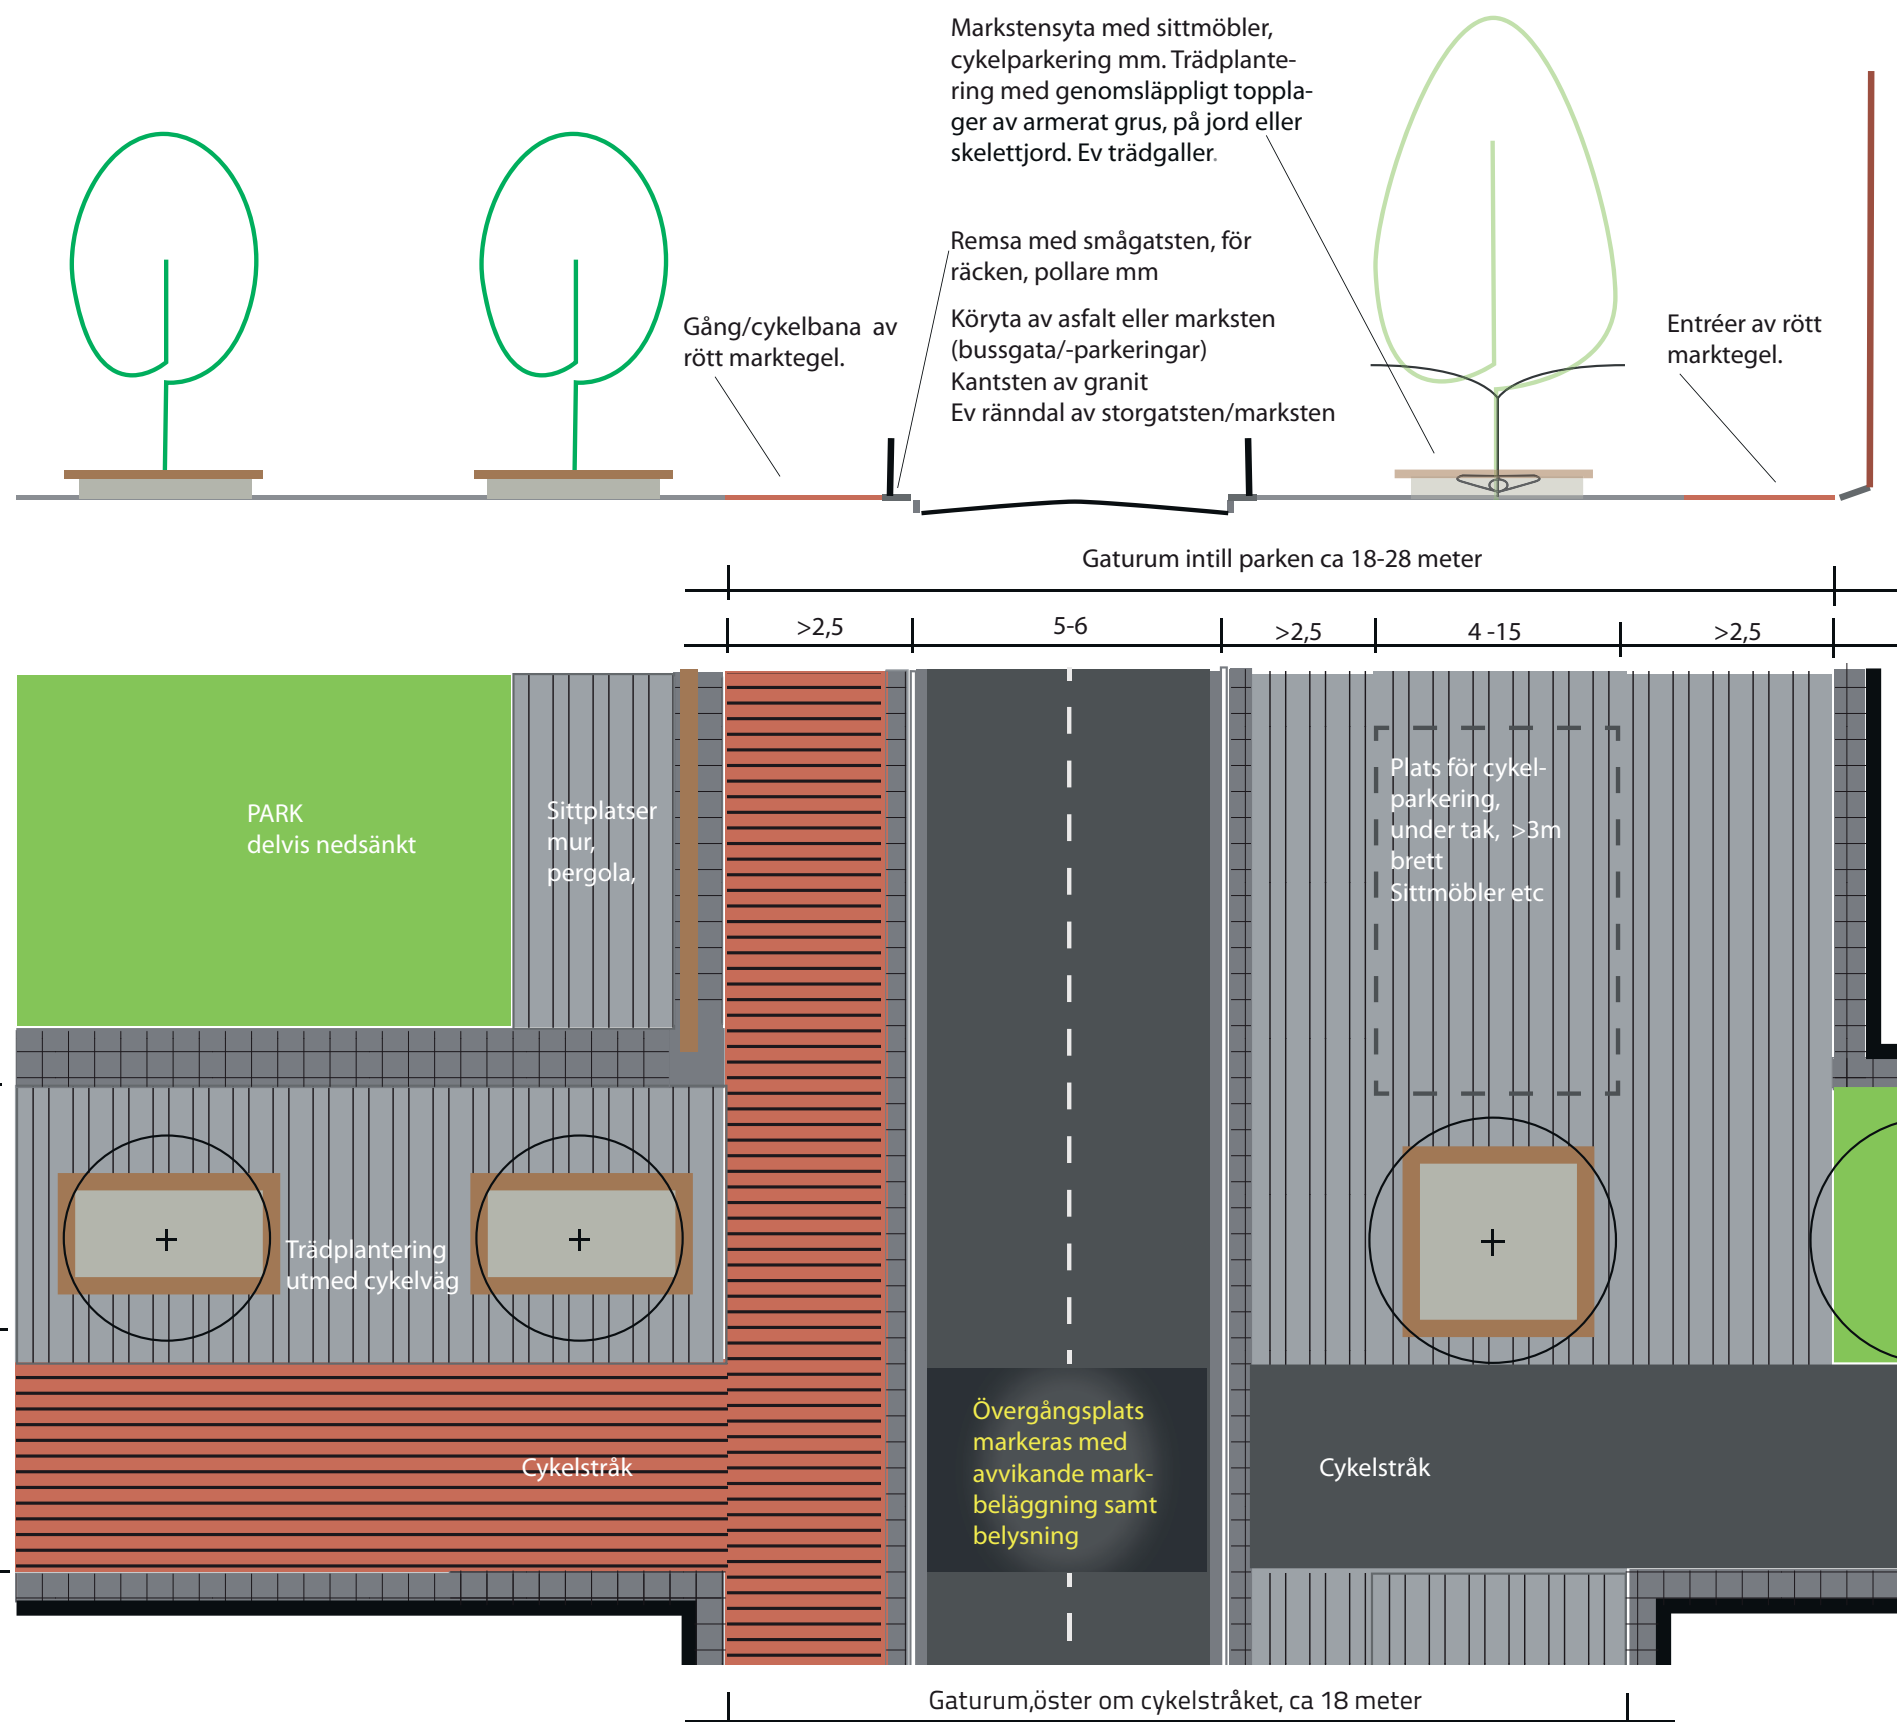 Markstensyta med sittmöbler,
cykelparkering mm. Trädplante-
ring med genomsläppligt toppla-
ger av armerat grus, på jord eller
skelettjord. Ev trädgaller.
Remsa med smågatsten, för
räcken, pollare mm
Gång/cykelbana av
rött marktegel.
Köryta av asfalt eller marksten
(bussgata/-parkeringar)
Kantsten av granit
Ev ränndal av storgatsten/marksten
Entréer av rött
marktegel.
Gaturum intill parken ca 18-28 meter
>2,5
5-6
>2,5
4 -15
>2,5
PARK
delvis nedsänkt
Sittplatser
mur,
pergola,
Plats för cykel-
parkering,
under tak, >3m
brett
Sittmöbler etc
Trädplantering
utmed cykelväg
Övergångsplats
markeras med
avvikande mark-
beläggning samt
belysning
Cykelstråk
Cykelstråk
Gaturum,öster om cykelstråket, ca 18 meter